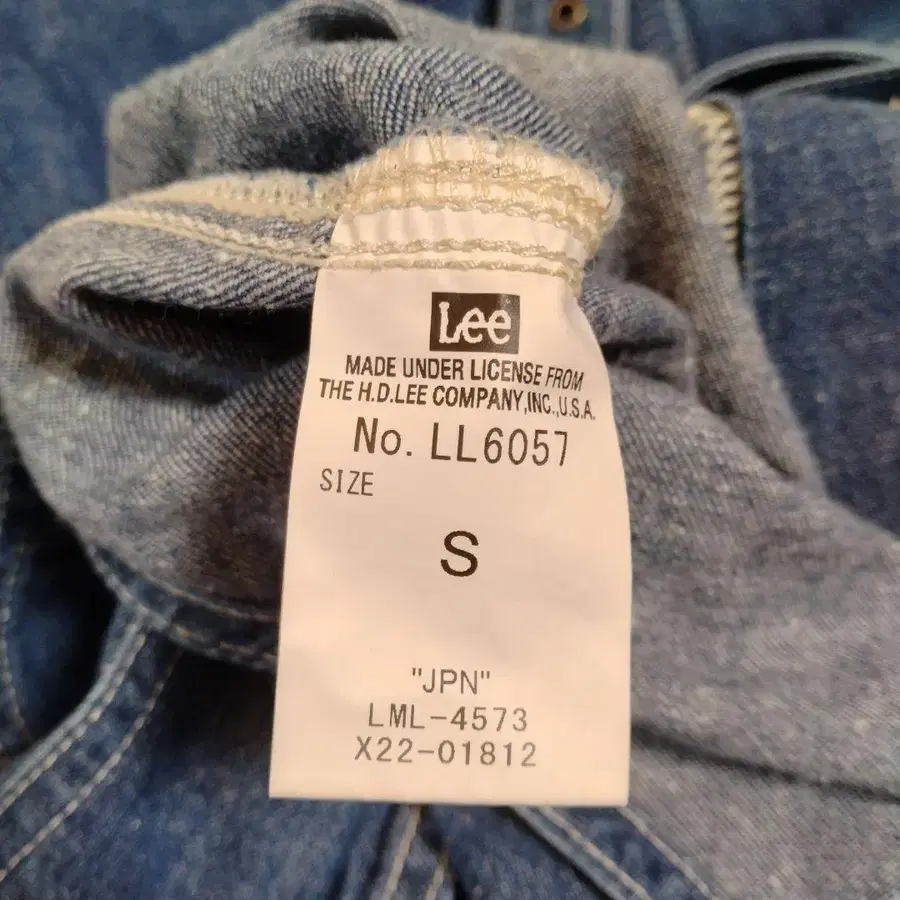 Lee
MADE UNDER LICENSE FROM
THE H.D.LEE COMPANY,INC.,U.S.A.
No. LL6057
SIZE
S
"JPN"
LML-4573
X22-01812